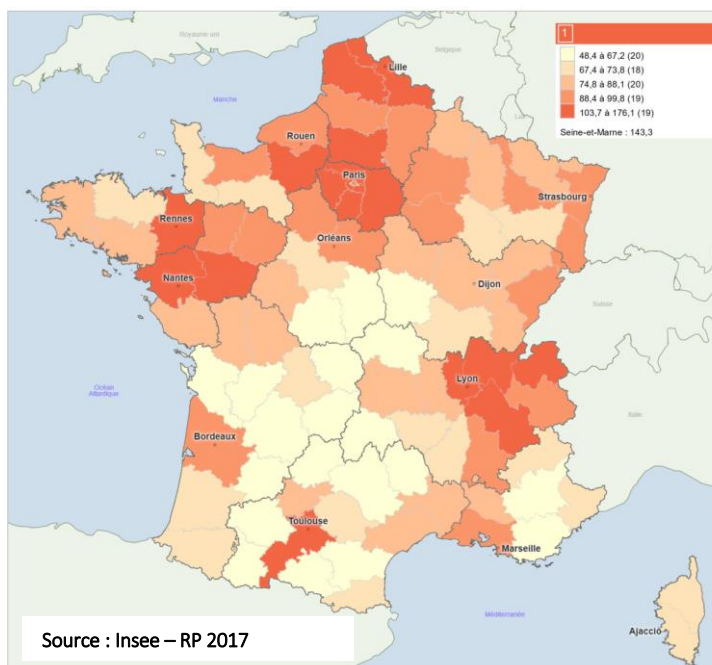 Royaume uni
Belgique
1
48,4 à 67,2 (20)
67,4 à 73,8 (18)
74,8 à 88,1 (20)
88,4 à 99,8 (19)
103,7 à 176,1 (19)
Seine-et-Marne : 143,3
Lille
Manche
Rouen
Paris
Strasbourg
Rennes
Orléans
Nantes
Dijon
Suisse
Océan
Atlantique
Lyon
Italie
Bordeaux
Toulouse
Marseille
Méditerranée
Ajaccio
Source : Insee – RP 2017